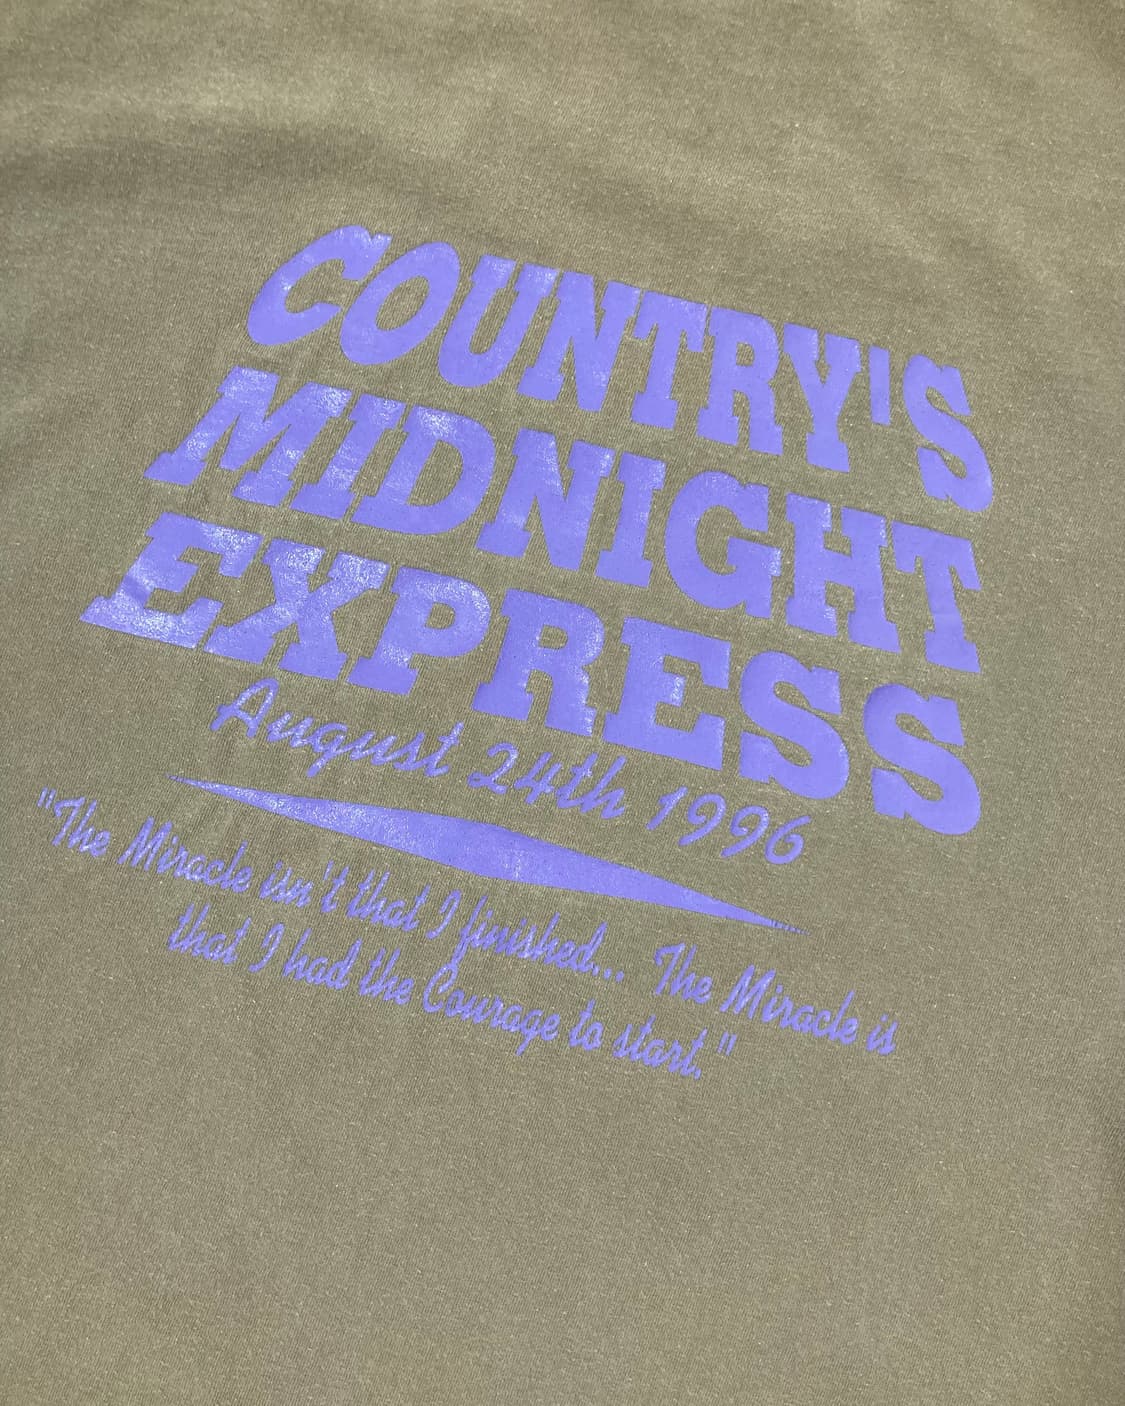 COUNTRY'S
MIDNIGHT
EXPRESS
August 24th 1996
"The Miracle isn't that I finished... The Miracle is
that I had the Courage to start."